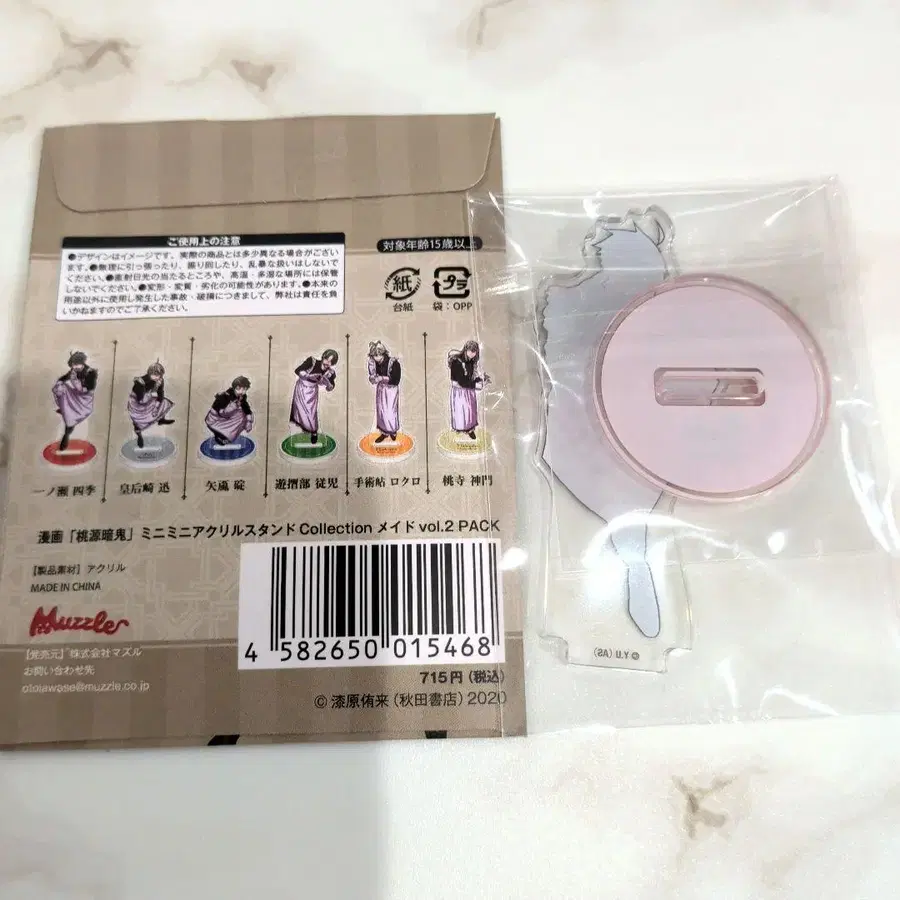 ご使用上の注意
●デザインはイメージです。実際の商品とは多少異なる場合がござい
ます。●無理に引っ張ったり、振り回したり、乱暴な扱いはしないで
ください。●直射日光の当たるところや、高温・多湿な場所には保管
しないでください。●変形・変質・劣化の可能性があります。●本来の
用途以外に使用し発生した事故・破損につきまして、弊社は責任を負
いかねますのでご了承ください。
対象年齢15歳以上
紙
台紙
プラ
袋：OPP
一ノ瀬 四季
皇后崎 迅
矢嵐 碇
遊摺部 従児
手術帖 ロクロ
桃寺 神門
漫画「桃源暗鬼」ミニミニアクリルスタンドCollection メイド vol.2 PACK
【製品素材】アクリル
MADE IN CHINA
Muzzle
【発売元】株式会社マズル
お問い合わせ先
otoiawase@muzzle.co.jp
4 582650 015468
715円（税込）
© 漆原侑来（秋田書店）2020
© Y.U (AS)